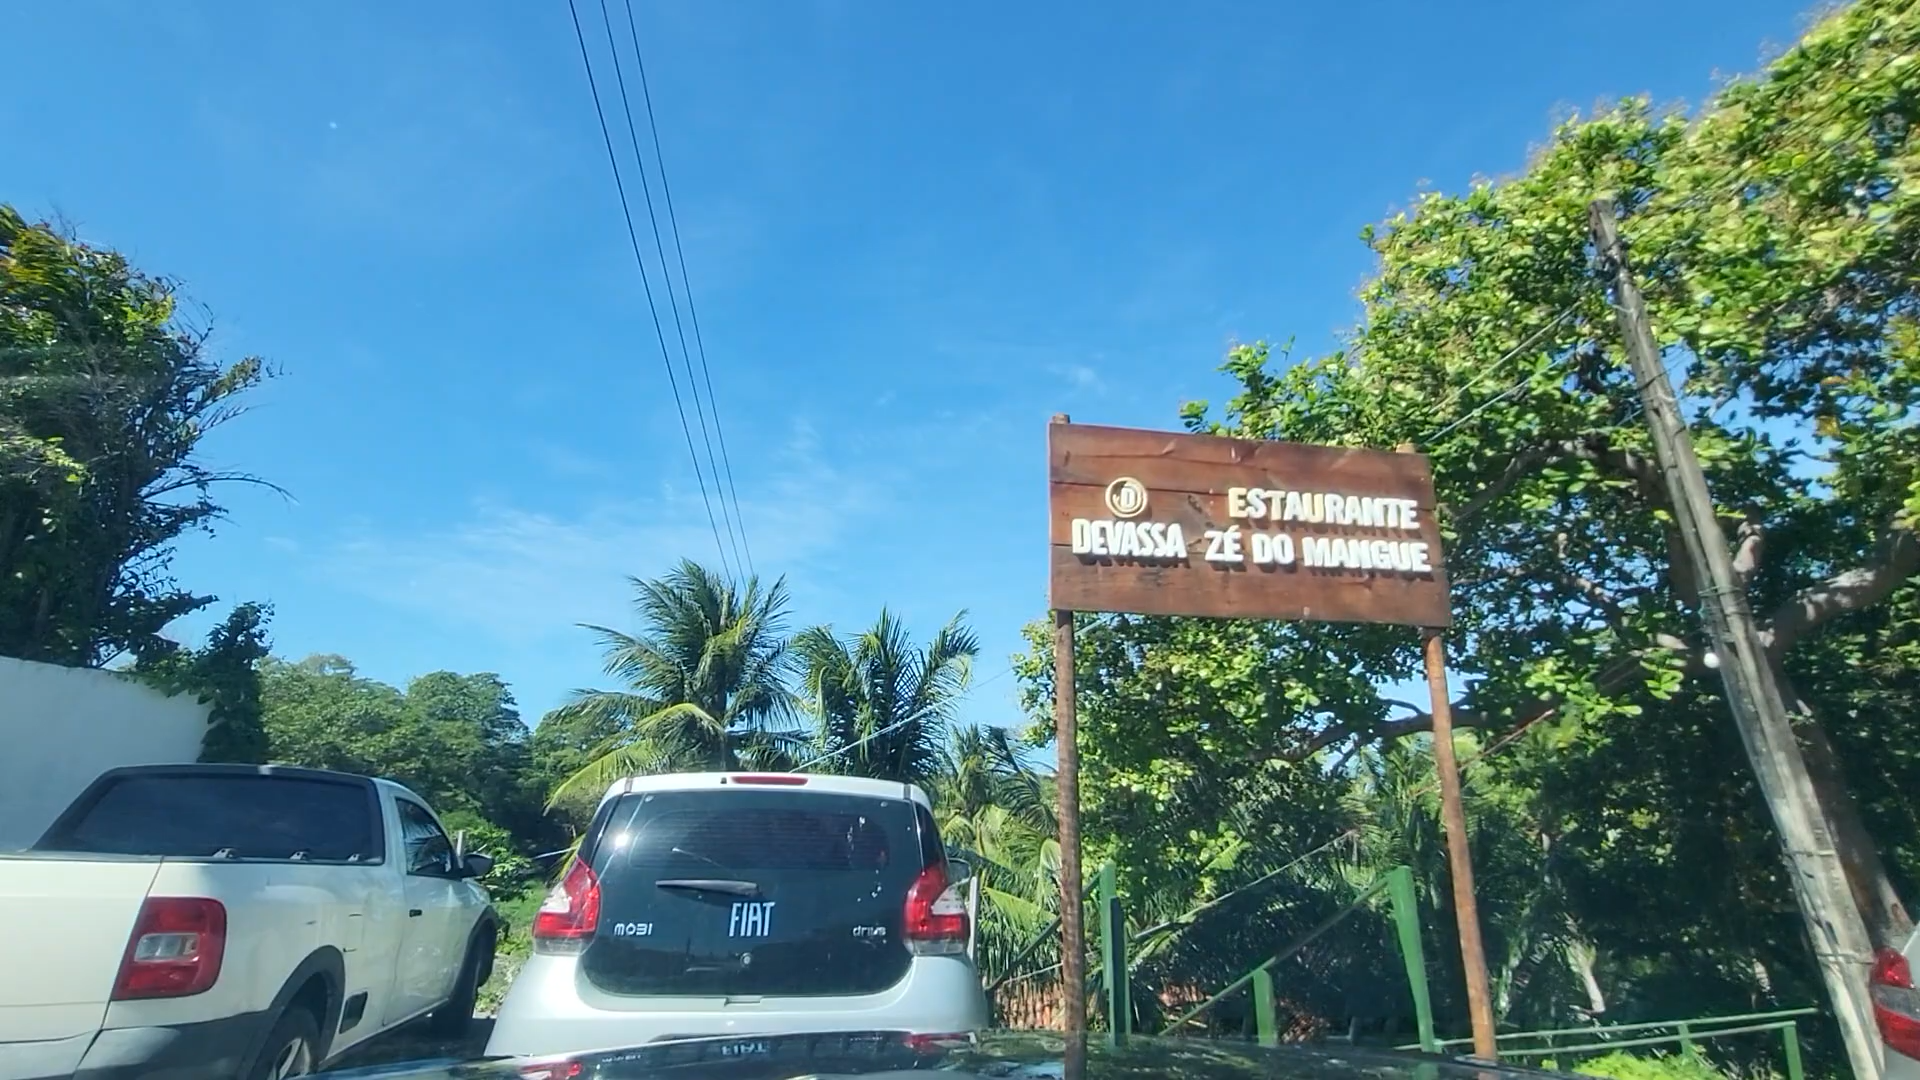 D
DEVASSA
ESTAURANTE
ZÉ DO MANGUE
MOBI
FIAT
drive